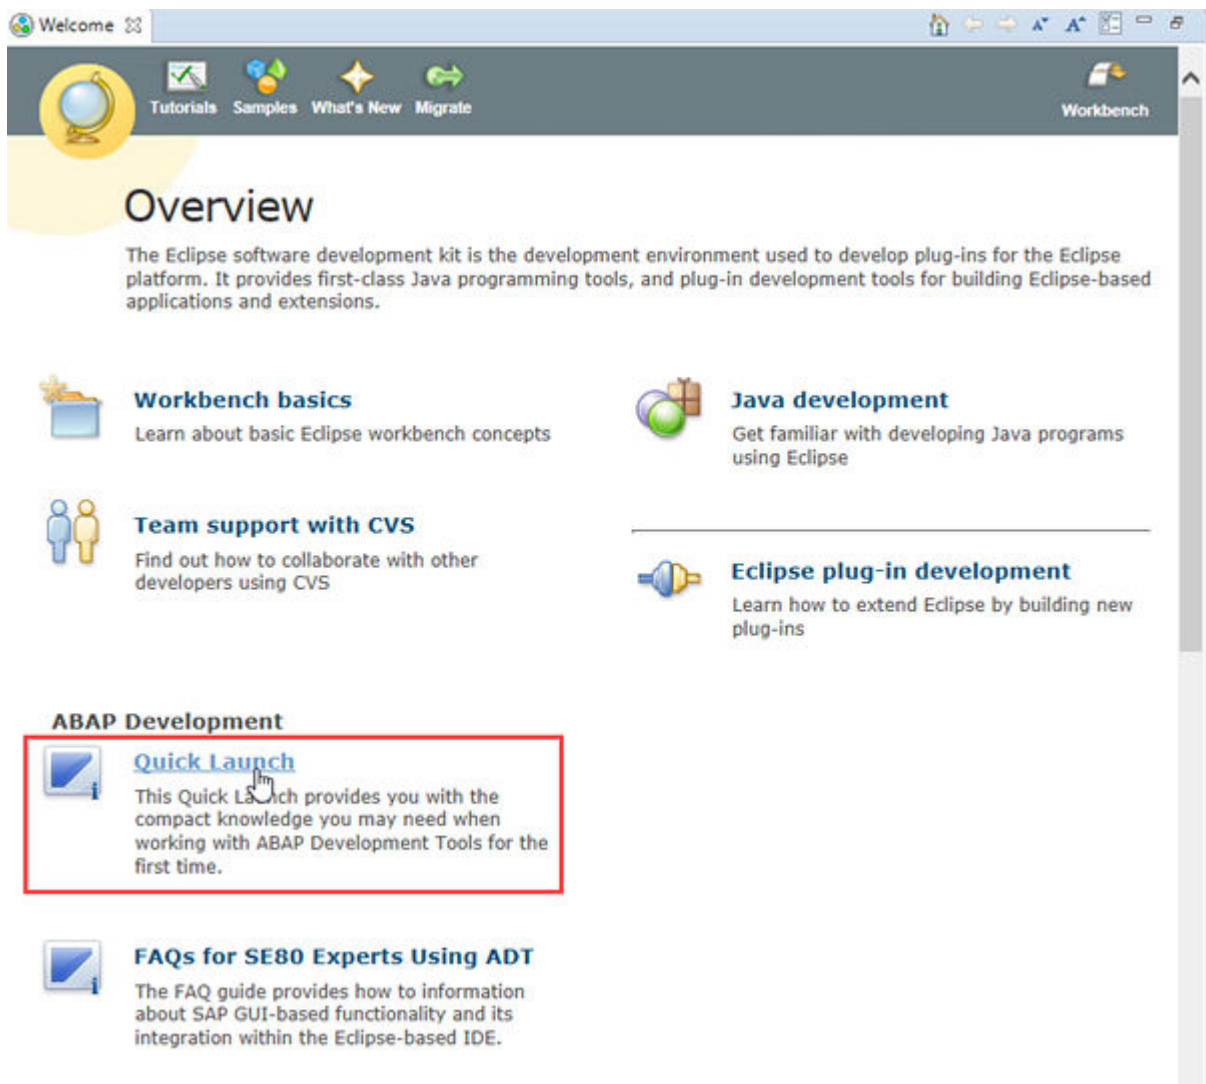 Welcome
Tutorials Samples What's New Migrate
Workbench
Overview
The Eclipse software development kit is the development environment used to develop plug-ins for the Eclipse
platform. It provides first-class Java programming tools, and plug-in development tools for building Eclipse-based
applications and extensions.
Workbench basics
Learn about basic Eclipse workbench concepts
Java development
Get familiar with developing Java programs
using Eclipse
Team support with CVS
Find out how to collaborate with other
developers using CVS
Eclipse plug-in development
Learn how to extend Eclipse by building new
plug-ins
ABAP Development
Quick Launch
This Quick Launch provides you with the
compact knowledge you may need when
working with ABAP Development Tools for the
first time.
FAQs for SE80 Experts Using ADT
The FAQ guide provides how to information
about SAP GUI-based functionality and its
integration within the Eclipse-based IDE.